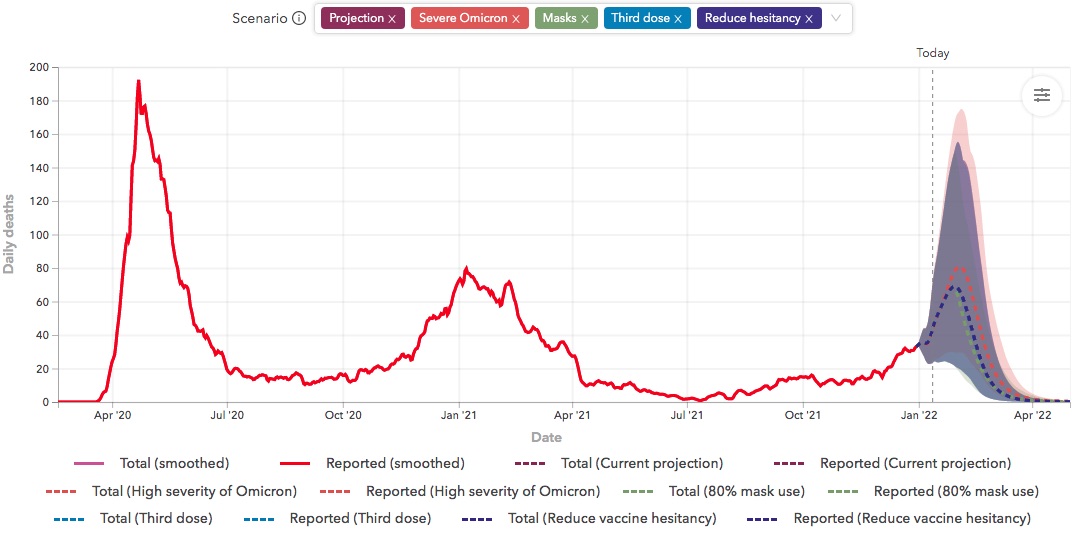 Scenario Projection x Severe Omicron x Masks x Third dose x Reduce hesitancy x
Today
200
180
160
140
120
100
80
60
40
20
0
Daily deaths
Apr '20 Jul '20 Oct '20 Jan '21 Apr '21 Jul '21 Oct '21 Jan '22 Apr '22
Date
Total (smoothed) Reported (smoothed) Total (Current projection) Reported (Current projection)
Total (High severity of Omicron) Reported (High severity of Omicron) Total (80% mask use) Reported (80% mask use)
Total (Third dose) Reported (Third dose) Total (Reduce vaccine hesitancy) Reported (Reduce vaccine hesitancy)